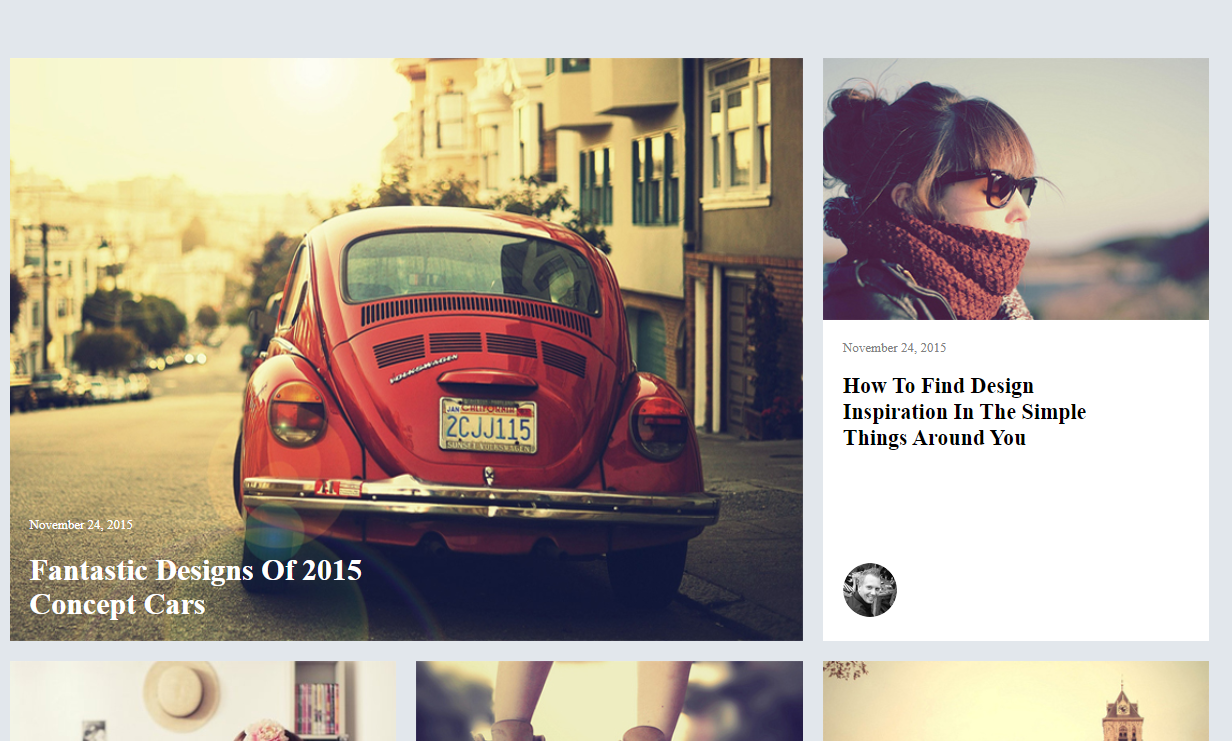 VOLKSWAGEN
JAN CALIFORNIA
2CJJ115
SUNSET VOLKSWAGEN
November 24, 2015
Fantastic Designs Of 2015
Concept Cars
November 24, 2015
How To Find Design
Inspiration In The Simple
Things Around You